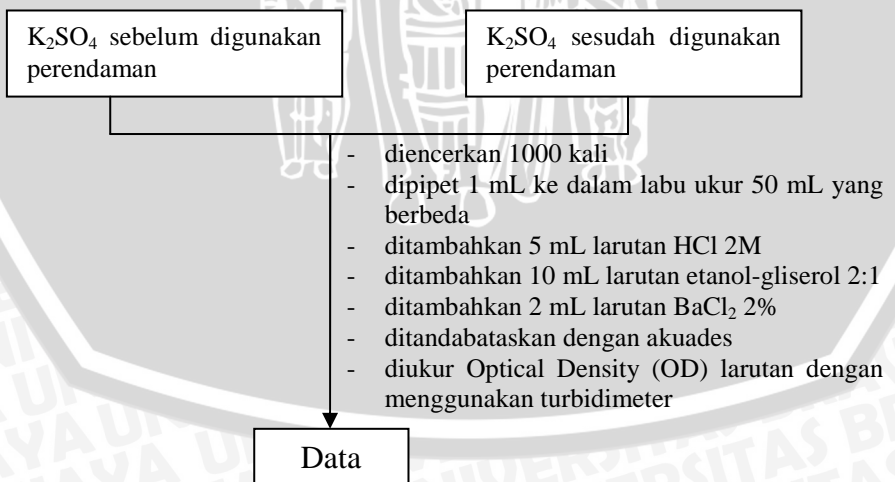 K₂SO₄ sebelum digunakan
perendaman
K₂SO₄ sesudah digunakan
perendaman
- diencerkan 1000 kali
- dipipet 1 mL ke dalam labu ukur 50 mL yang
berbeda
- ditambahkan 5 mL larutan HCl 2M
- ditambahkan 10 mL larutan etanol-gliserol 2:1
- ditambahkan 2 mL larutan BaCl₂ 2%
- ditandabataskan dengan akuades
- diukur Optical Density (OD) larutan dengan
menggunakan turbidimeter
Data